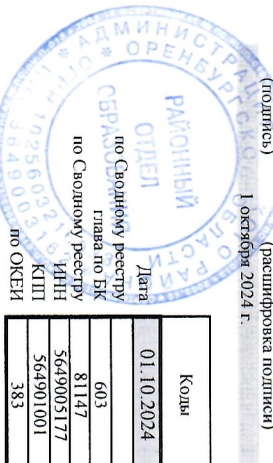 (подпись) (расшифровка подписи)
1 октября 2024 г.
Коды
Дата 01.10.2024
по Сводному реестру
глава по БК 603
по Сводному реестру 81147
ИНН 5649005177
КПП 564901001
по ОКЕИ 383
РАЙОННЫЙ
ОТДЕЛ
ОБРАЗОВАНИЯ